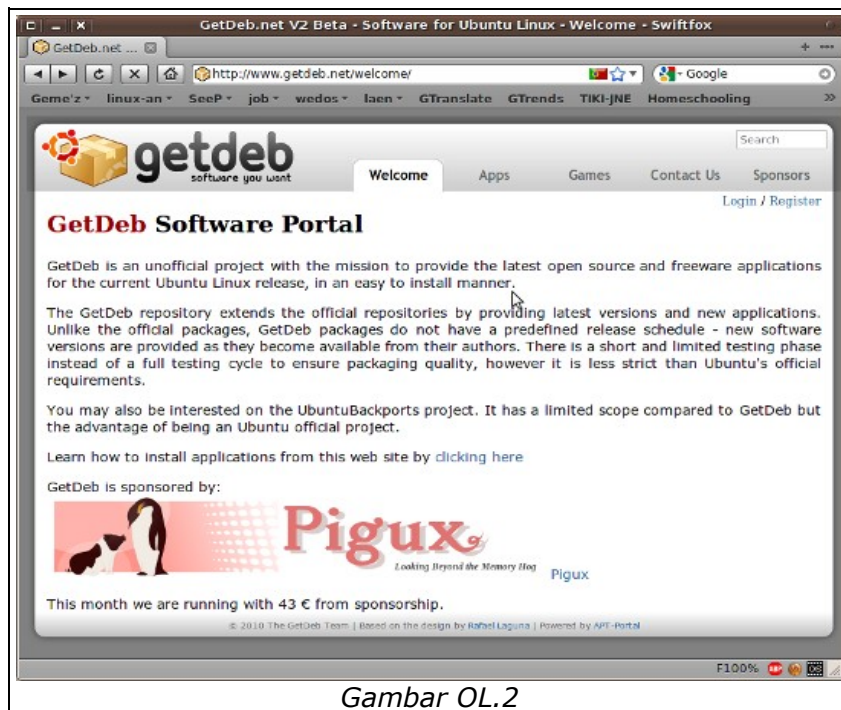 GetDeb.net V2 Beta - Software for Ubuntu Linux - Welcome - Swiftfox
GetDeb.net ...
http://www.getdeb.net/welcome/
Google
Geme'z linux-an SeeP job wedos laen GTranslate GTrends TIKI-JNE Homeschooling
Search
getdeb
software you want
Welcome Apps Games Contact Us Sponsors
Login / Register
GetDeb Software Portal
GetDeb is an unofficial project with the mission to provide the latest open source and freeware applications
for the current Ubuntu Linux release, in an easy to install manner.
The GetDeb repository extends the official repositories by providing latest versions and new applications.
Unlike the official packages, GetDeb packages do not have a predefined release schedule - new software
versions are provided as they become available from their authors. There is a short and limited testing phase
instead of a full testing cycle to ensure packaging quality, however it is less strict than Ubuntu's official
requirements.
You may also be interested on the UbuntuBackports project. It has a limited scope compared to GetDeb but
the advantage of being an Ubuntu official project.
Learn how to install applications from this web site by clicking here
GetDeb is sponsored by:
Pigux
Looking Beyond the Memory Hog
Pigux
This month we are running with 43 € from sponsorship.
© 2010 The GetDeb Team | Based on the design by Rafael Laguna | Powered by APT-Portal
F100%
Gambar OL.2